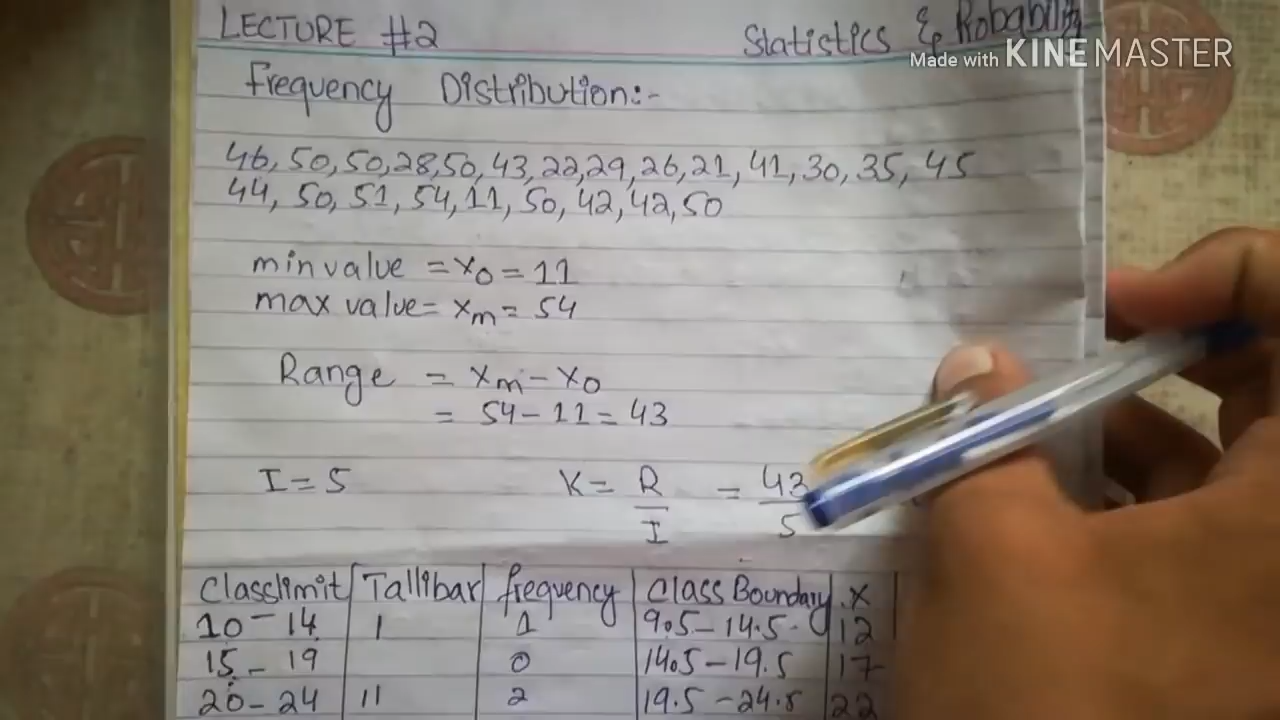 LECTURE #2 Statistics & Probability
Made with KINEMASTER
Frequency Distribution:-
46, 50, 50, 28, 50, 43, 22, 29, 26, 21, 41, 30, 35, 45
44, 50, 51, 54, 11, 50, 42, 42, 50
min value = x0 = 11
max value = xm = 54
Range = xm - x0
= 54 - 11 = 43
I = 5 K = R/I = 43/5
Classlimit Tallibar frequency Class Boundary x
10 - 14 | 1 9.5 - 14.5 12
15 - 19 0 14.5 - 19.5 17
20 - 24 || 2 19.5 - 24.5 22